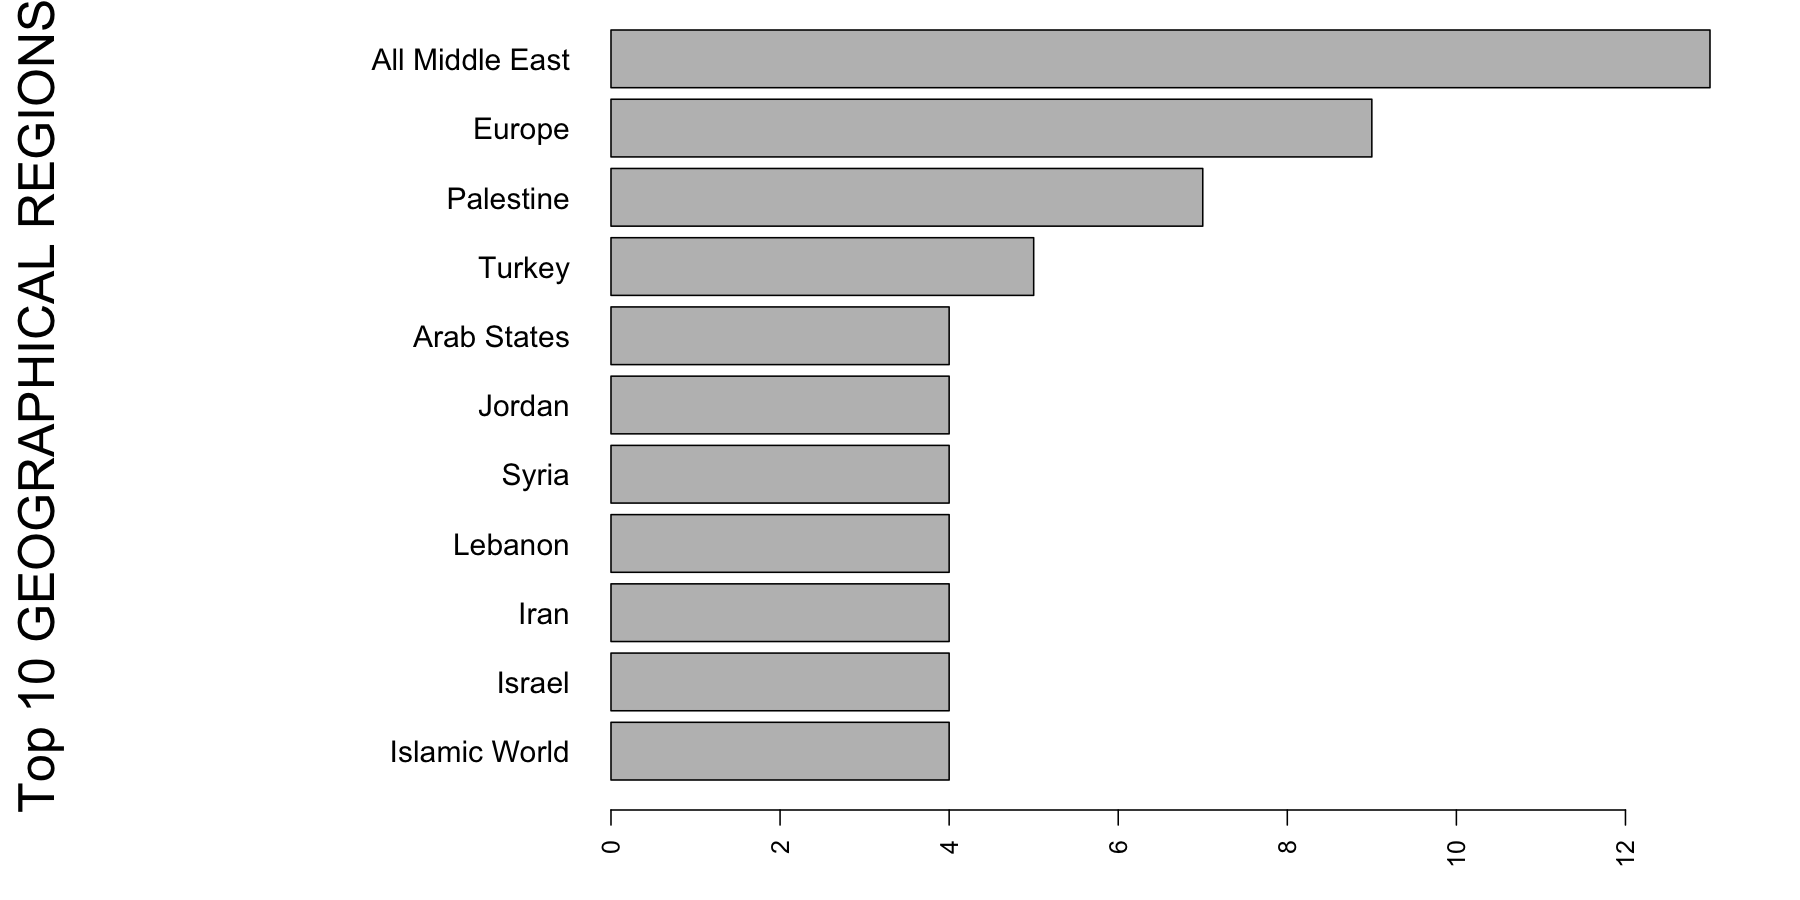 Top 10 GEOGRAPHICAL REGIONS
All Middle East
Europe
Palestine
Turkey
Arab States
Jordan
Syria
Lebanon
Iran
Israel
Islamic World
0 2 4 6 8 10 12